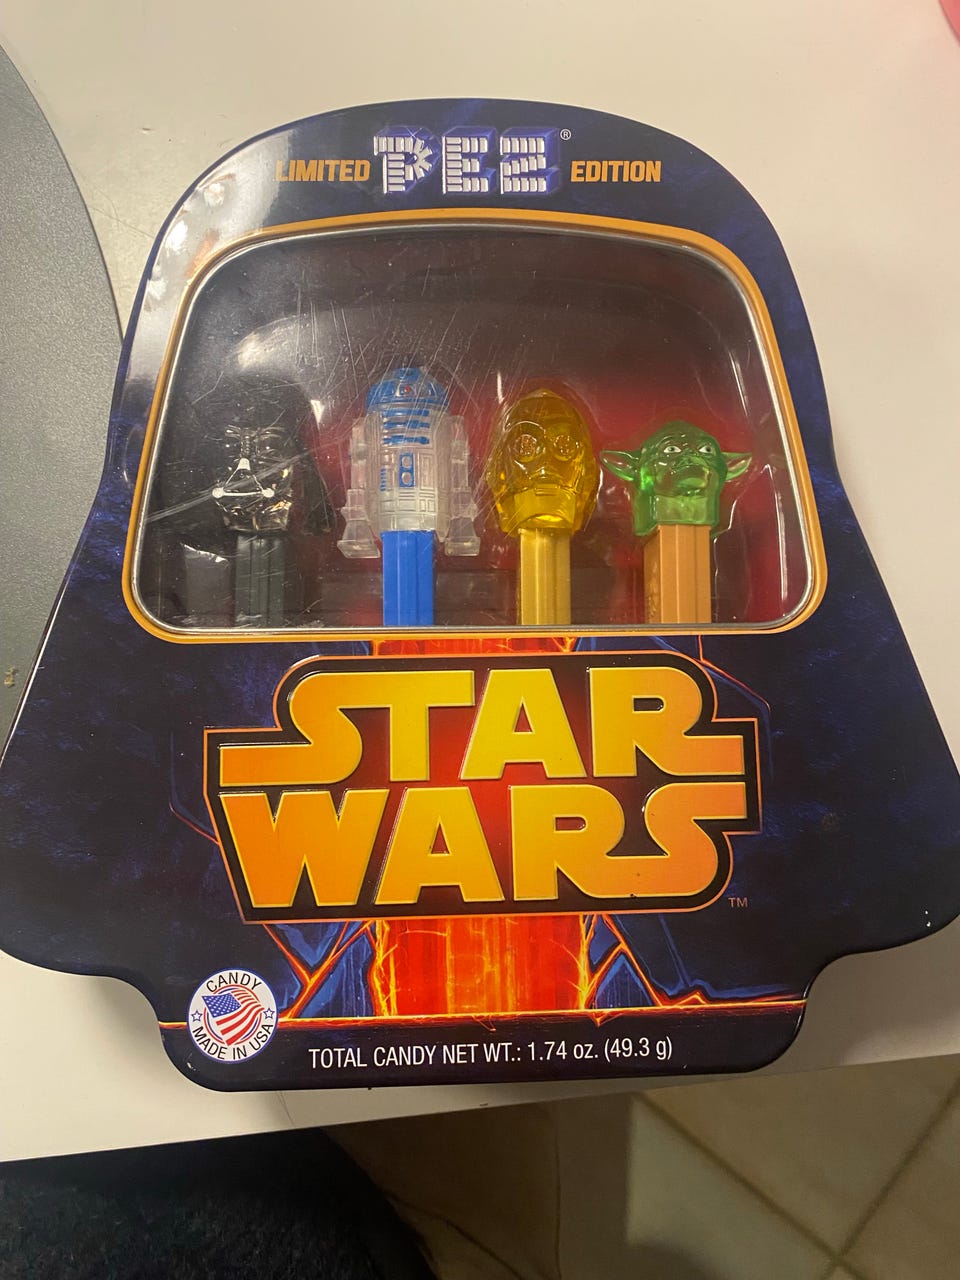 LIMITED PEZ® EDITION
STAR
WARS
TM
CANDY
MADE IN USA
TOTAL CANDY NET WT.: 1.74 oz. (49.3 g)